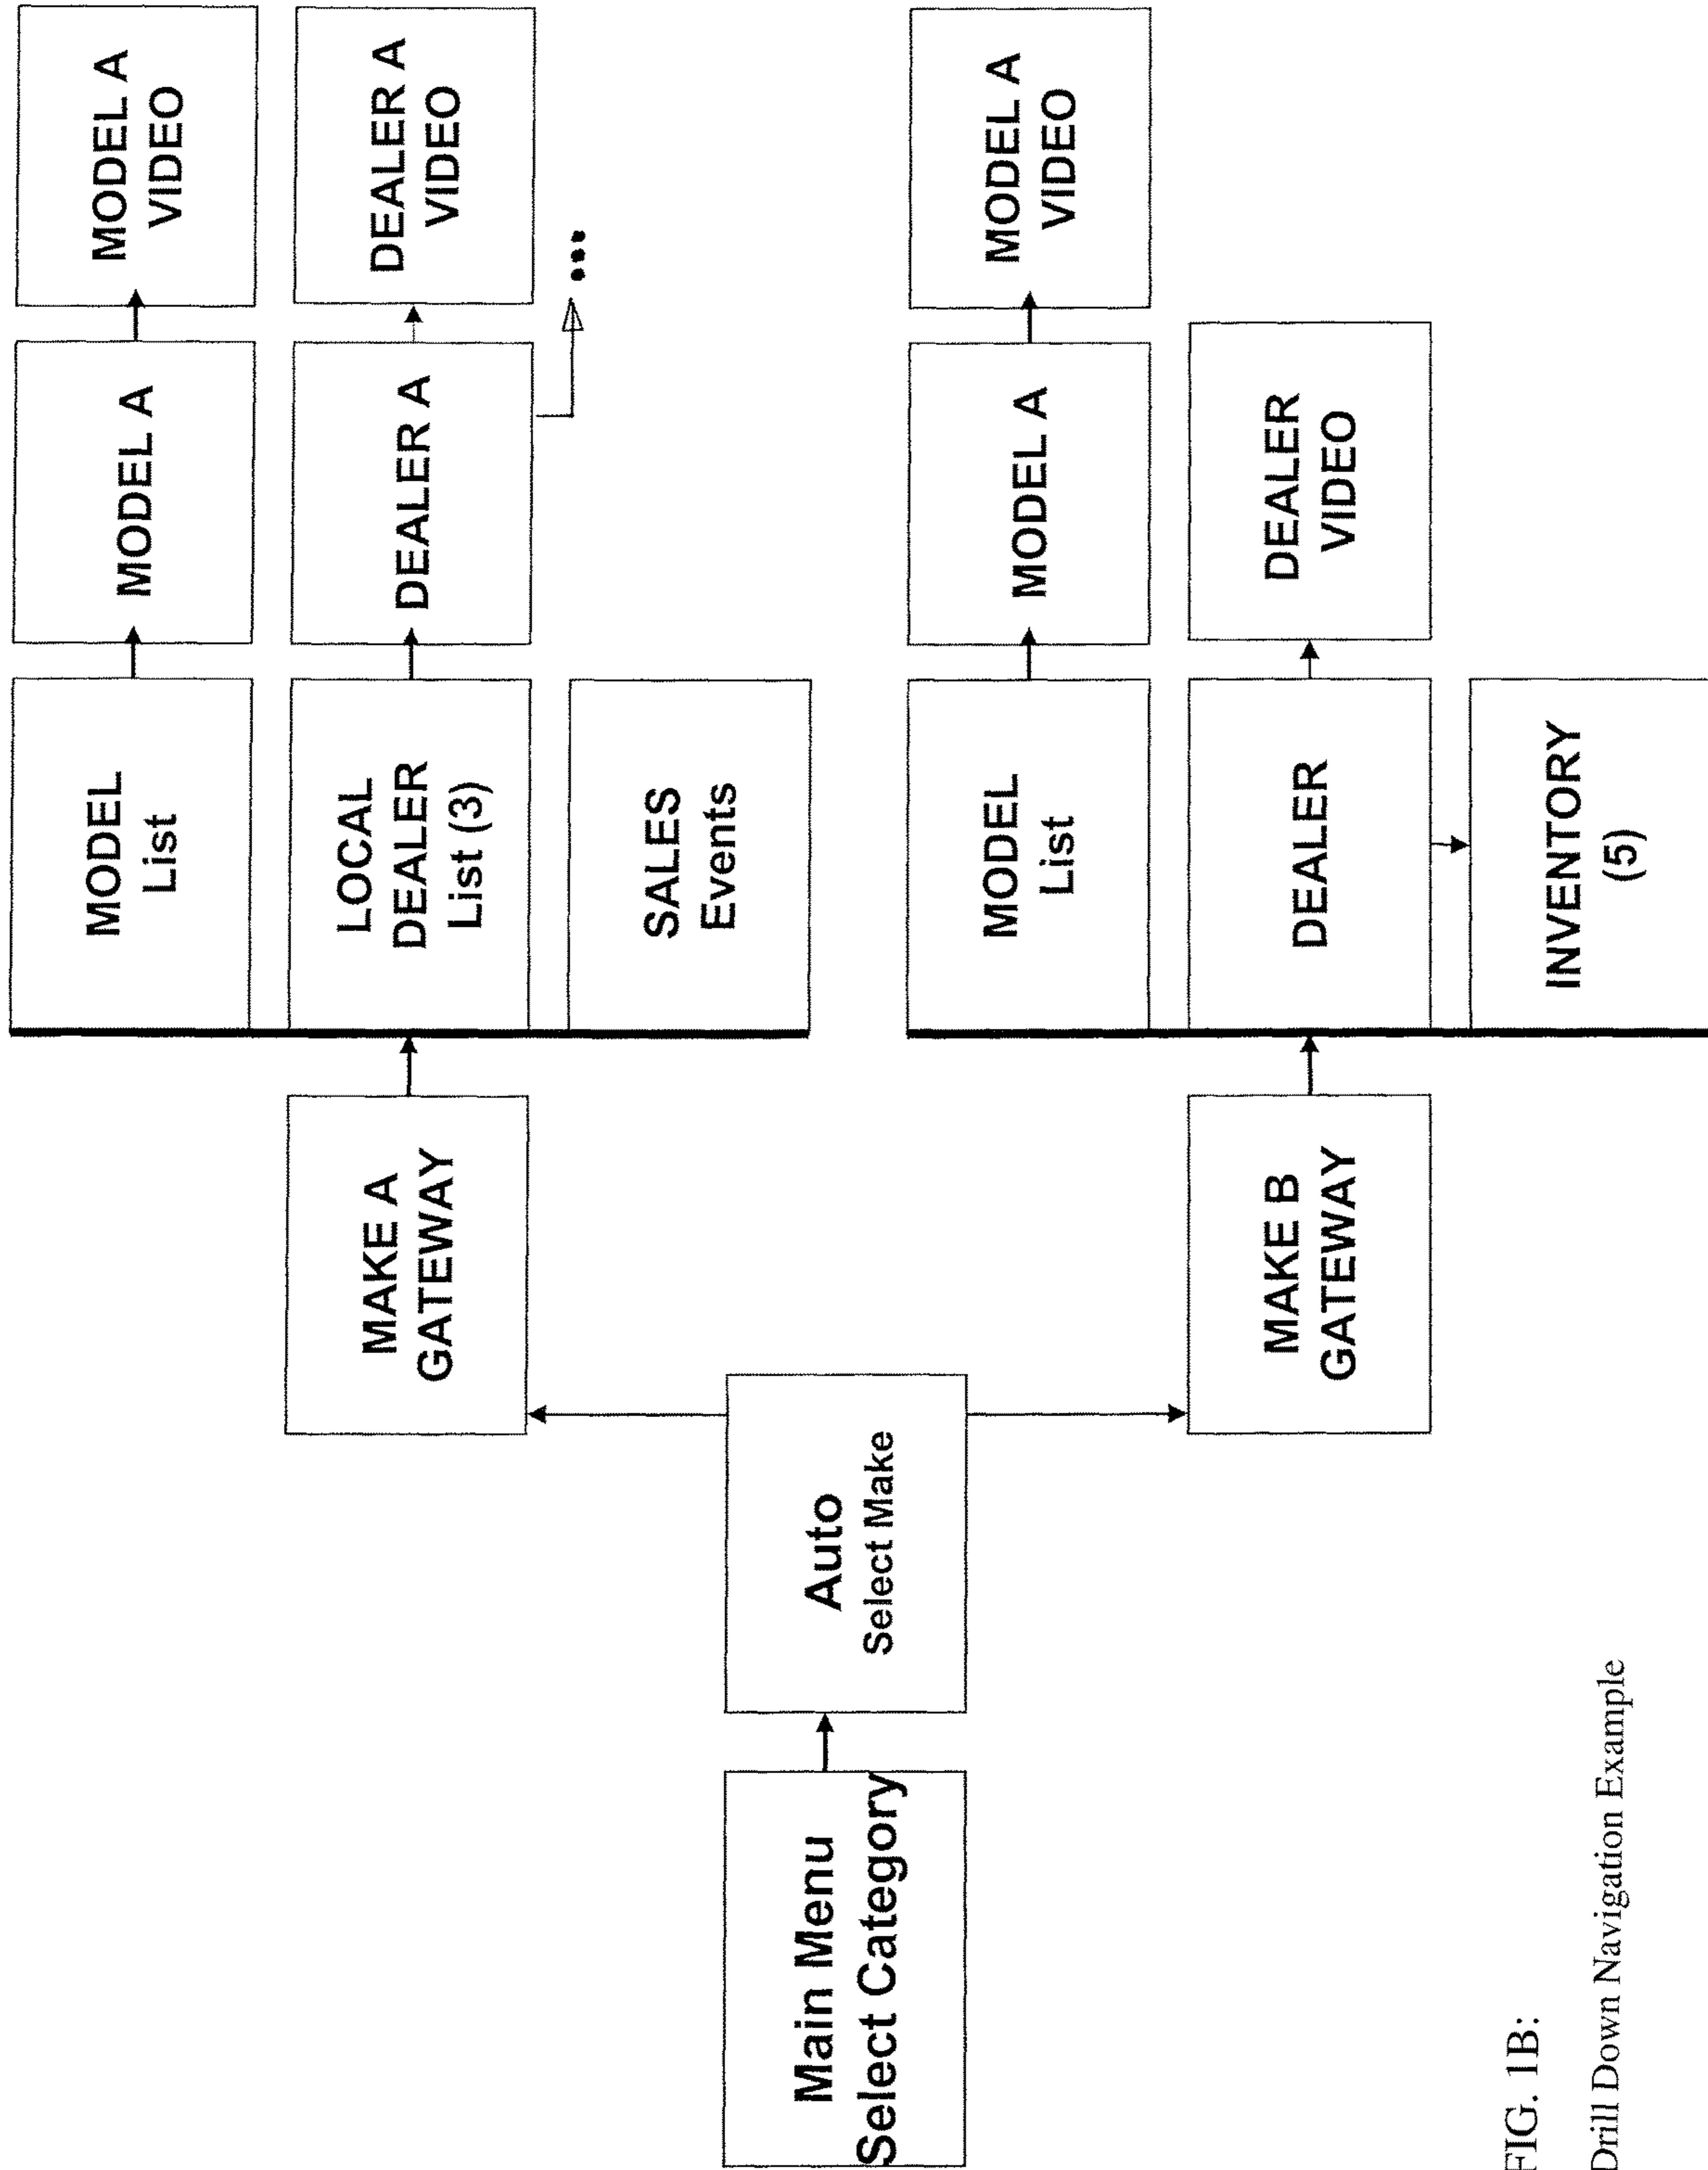 Main Menu
Select Category
Auto
Select Make
MAKE A
GATEWAY
MODEL
List
MODEL A
MODEL A
VIDEO
LOCAL
DEALER
List (3)
DEALER A
DEALER A
VIDEO
...
SALES
Events
MAKE B
GATEWAY
MODEL
List
MODEL A
MODEL A
VIDEO
DEALER
DEALER
VIDEO
INVENTORY
(5)
FIG. 1B:
Drill Down Navigation Example